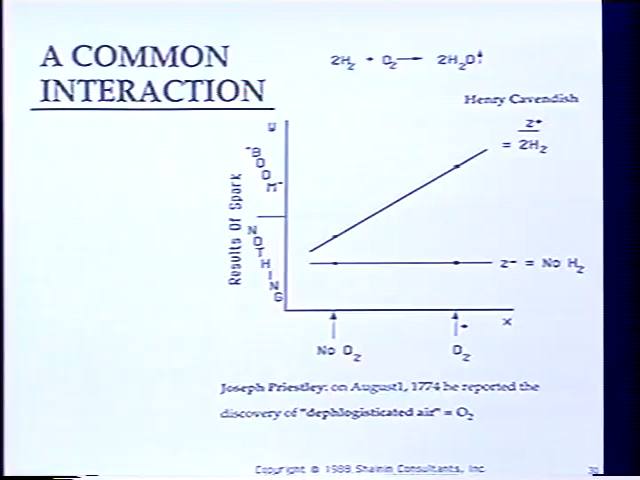 A COMMON
INTERACTION
2H₂ + O₂ → 2H₂O↑
Henry Cavendish
z+
= 2H₂
"BOOM"
NOTHING
Results Of Spark
z- = No H₂
x
No O₂
O₂
Joseph Priestley: on August1, 1774 he reported the
discovery of "dephlogisticated air" = O₂
Copyright © 1989 Shainin Consultants, Inc